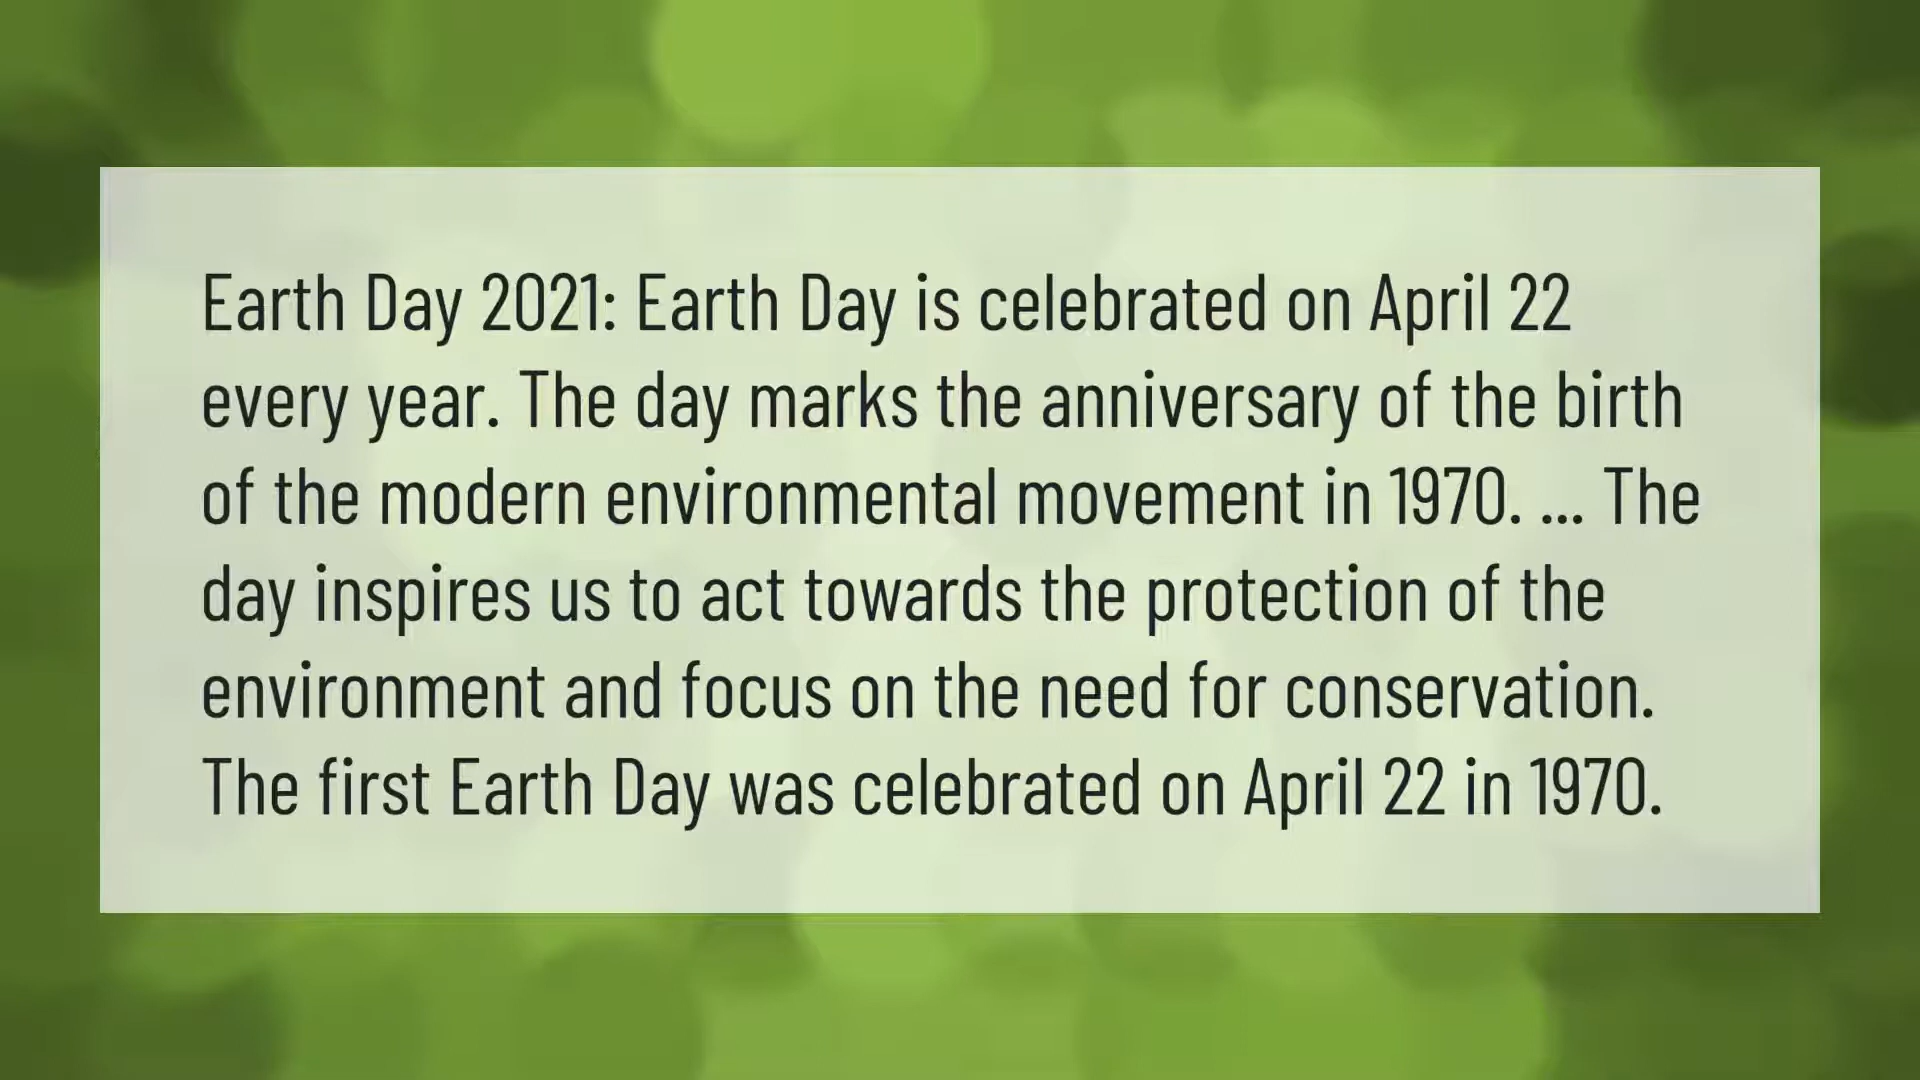 Earth Day 2021: Earth Day is celebrated on April 22
every year. The day marks the anniversary of the birth
of the modern environmental movement in 1970. ... The
day inspires us to act towards the protection of the
environment and focus on the need for conservation.
The first Earth Day was celebrated on April 22 in 1970.